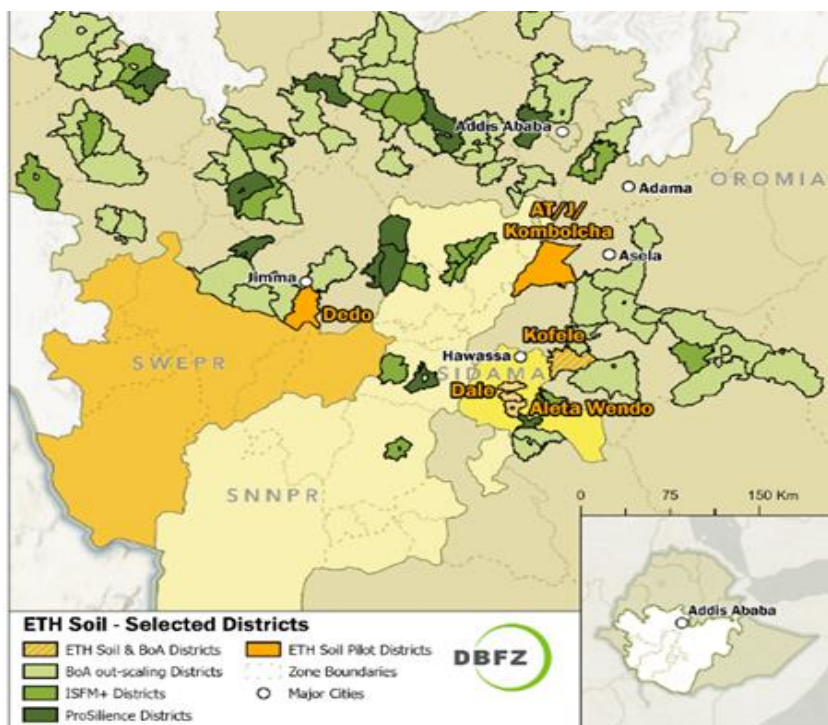 Addis Ababa
Adama
OROMIA
AT/J/
Kombolcha
Asela
Jimma
Dedo
Kofele
SWEPR
Hawassa
SIDAMA
Dale
Aleta Wendo
SNNPR
0 75 150 Km
ETH Soil - Selected Districts
ETH Soil & BoA Districts
ETH Soil Pilot Districts
BoA out-scaling Districts
Zone Boundaries
ISFM+ Districts
Major Cities
ProSilience Districts
DBFZ
Addis Ababa